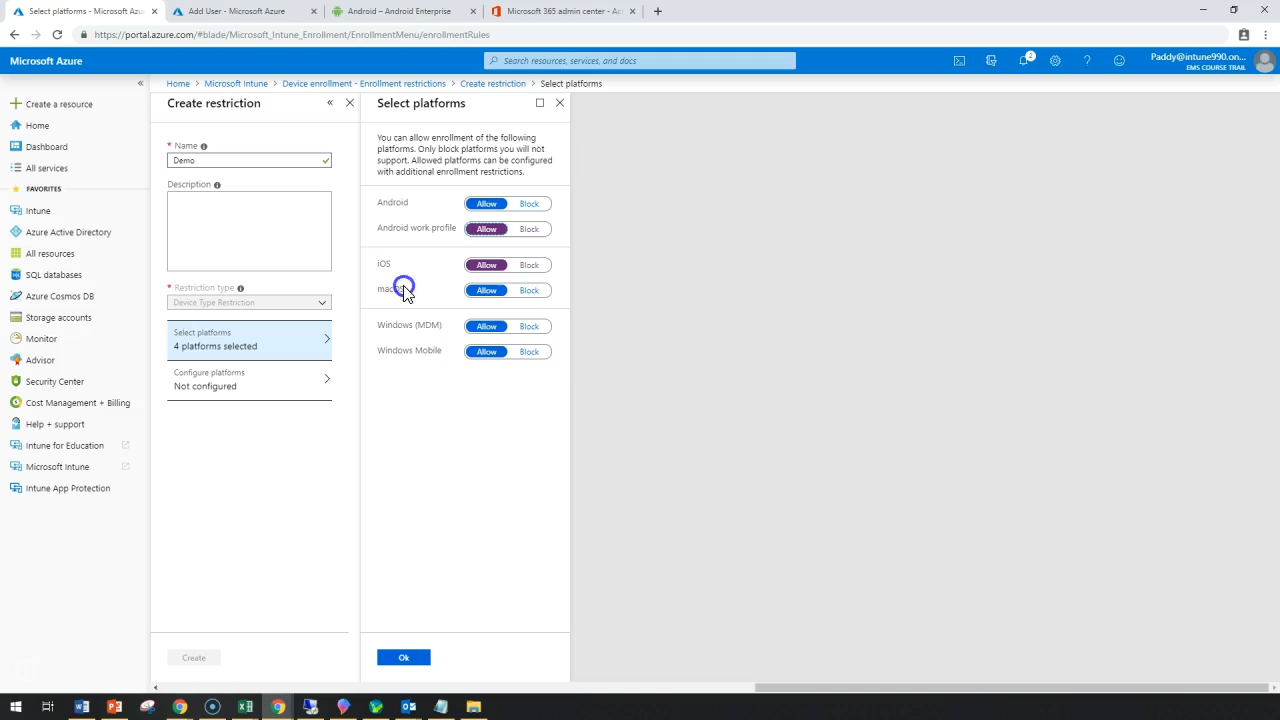 Select platforms - Microsoft Azu
Add User - Microsoft Azure
Android – Android Enterprise
Microsoft 365 admin center - Ac
https://portal.azure.com/#blade/Microsoft_Intune_Enrollment/EnrollmentMenu/enrollmentRules
Microsoft Azure
Search resources, services, and docs
2
Paddy@intune990.on...
EMS COURSE TRAIL
Home > Microsoft Intune > Device enrollment - Enrollment restrictions > Create restriction > Select platforms
Create a resource
Home
Dashboard
All services
FAVORITES
Intune
Azure Active Directory
All resources
SQL databases
Azure Cosmos DB
Storage accounts
Monitor
Advisor
Security Center
Cost Management + Billing
Help + support
Intune for Education
Microsoft Intune
Intune App Protection
Create restriction
* Name
Demo
Description
* Restriction type
Device Type Restriction
Select platforms
4 platforms selected
Configure platforms
Not configured
Create
Select platforms
You can allow enrollment of the following
platforms. Only block platforms you will not
support. Allowed platforms can be configured
with additional enrollment restrictions.
Android Allow Block
Android work profile Allow Block
iOS Allow Block
Allow Block
Windows (MDM) Allow Block
Windows Mobile Allow Block
Ok